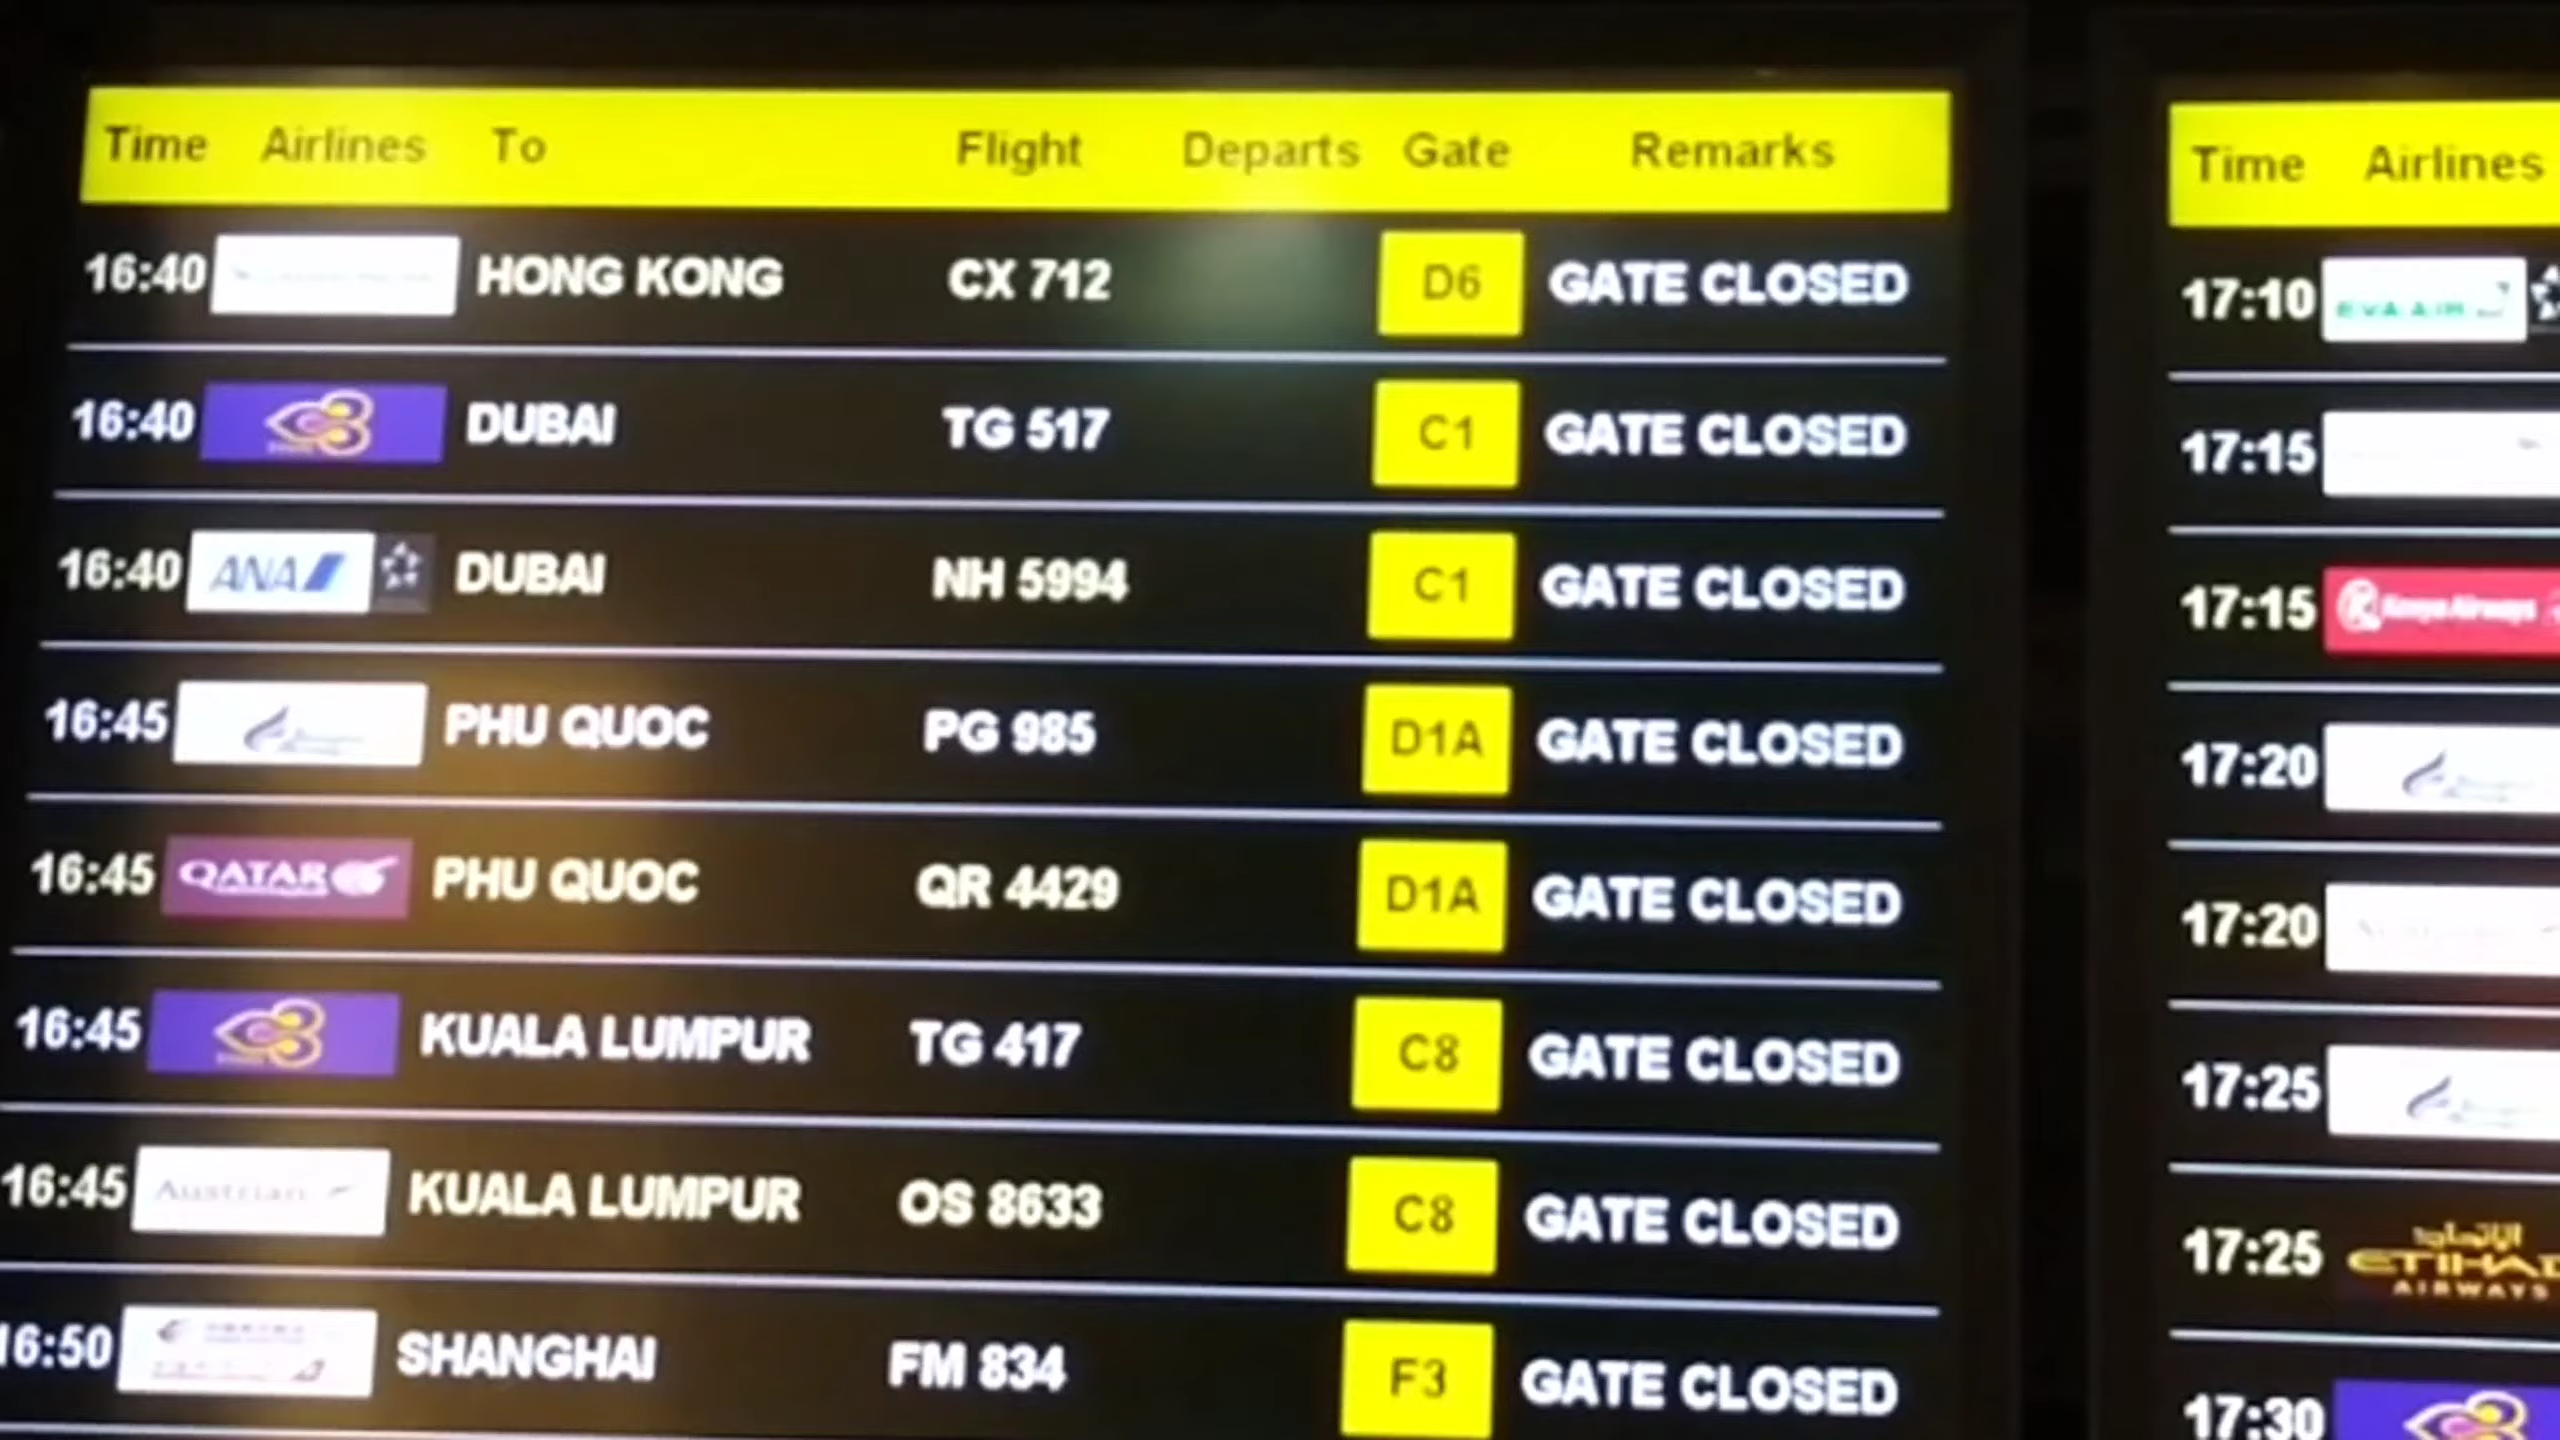 Time Airlines To Flight Departs Gate Remarks
16:40 HONG KONG CX 712 D6 GATE CLOSED
16:40 DUBAI TG 517 C1 GATE CLOSED
16:40 ANA DUBAI NH 5994 C1 GATE CLOSED
16:45 PHU QUOC PG 985 D1A GATE CLOSED
16:45 QATAR PHU QUOC QR 4429 D1A GATE CLOSED
16:45 KUALA LUMPUR TG 417 C8 GATE CLOSED
16:45 Austrian KUALA LUMPUR OS 8633 C8 GATE CLOSED
16:50 SHANGHAI FM 834 F3 GATE CLOSED
Time Airlines
17:10 EVA AIR
17:15
17:15 Kenya Airways
17:20
17:20
17:25
17:25 الإتحاد ETIHAD AIRWAYS
17:30